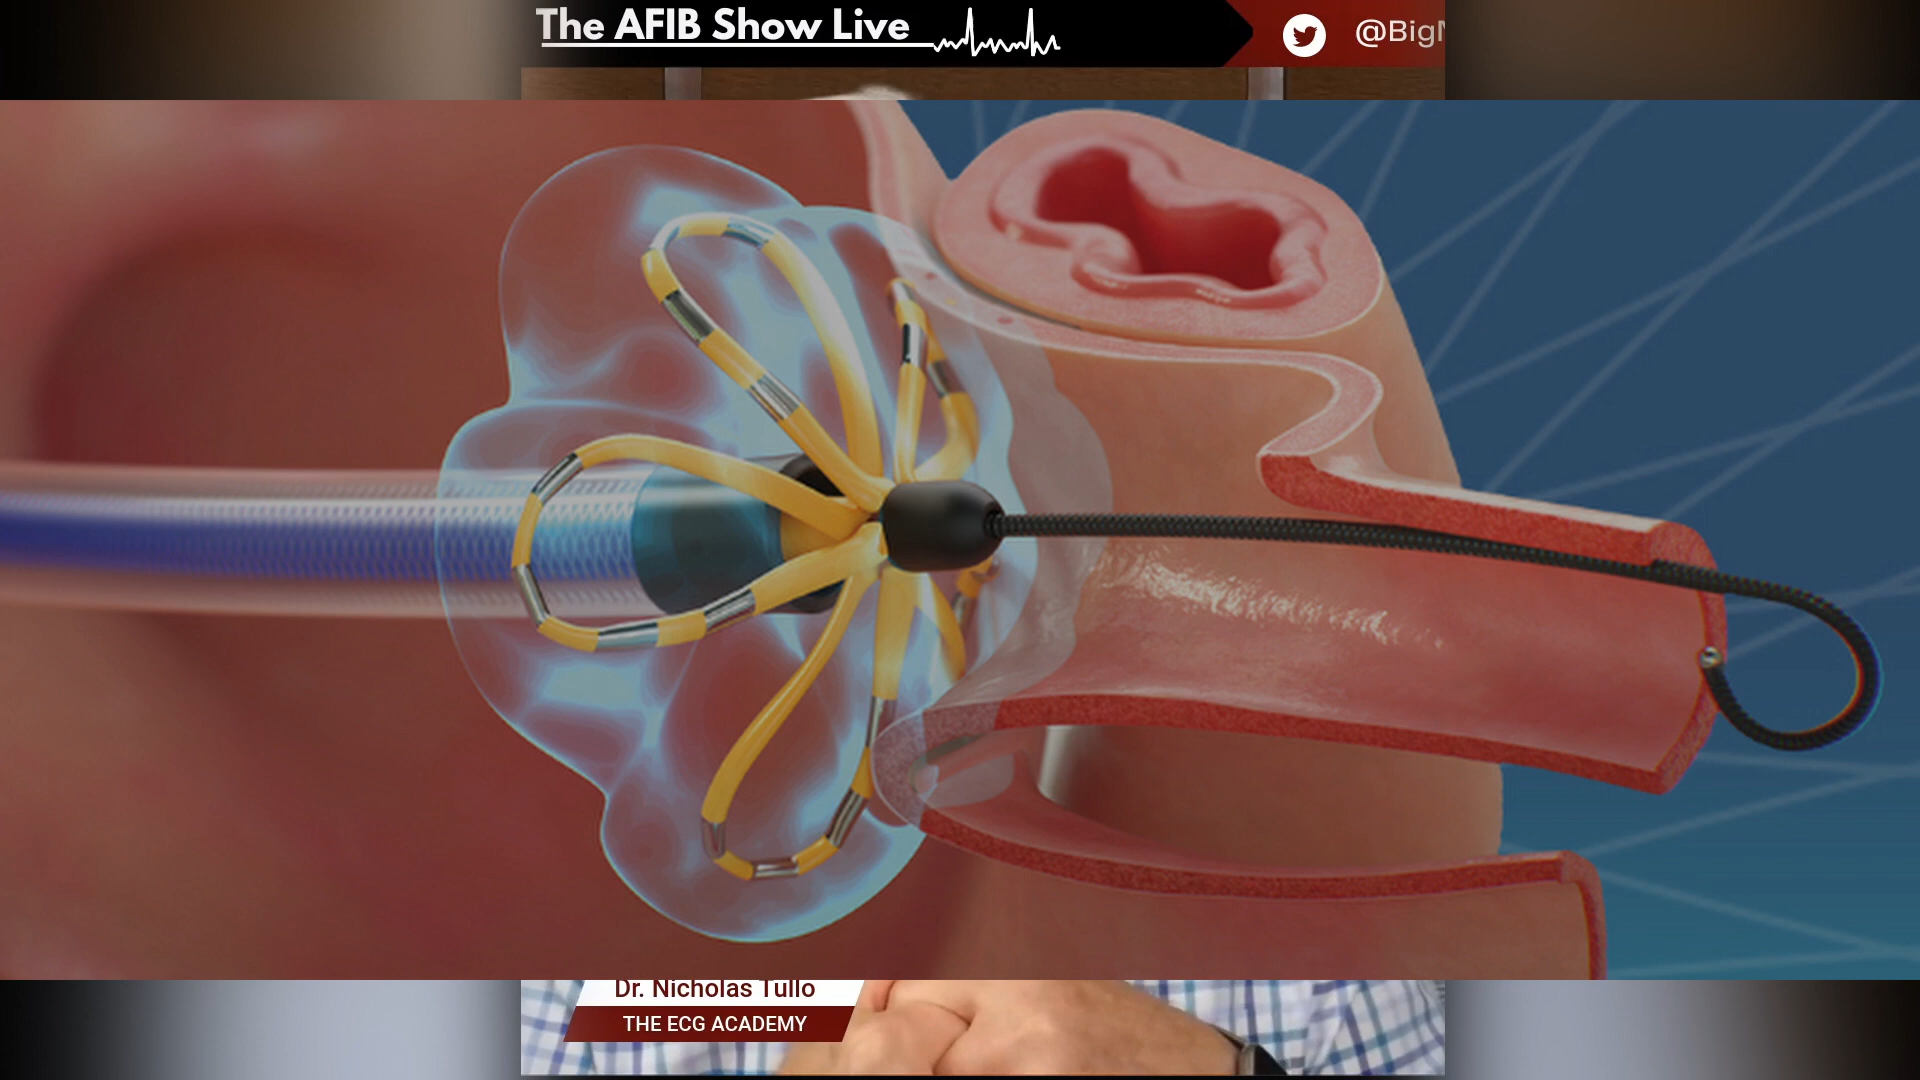 The AFIB Show Live
@Big
Dr. Nicholas Tullo
THE ECG ACADEMY